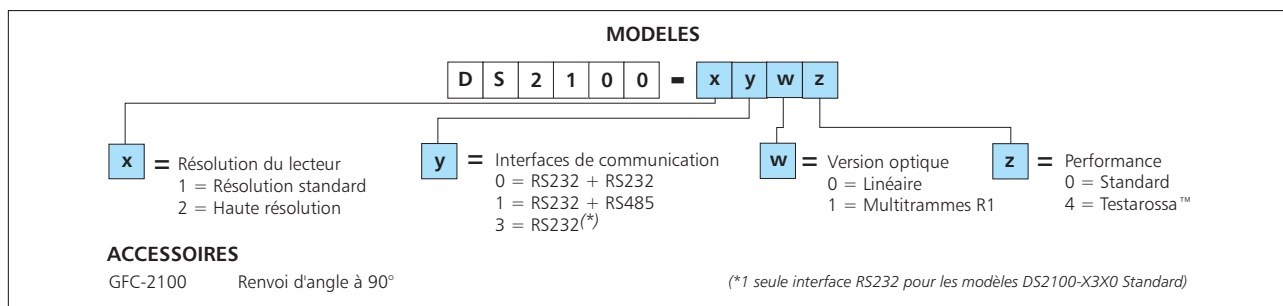 MODELES
D S 2 1 0 0 - x y w z
x = Résolution du lecteur
1 = Résolution standard
2 = Haute résolution
y = Interfaces de communication
0 = RS232 + RS232
1 = RS232 + RS485
3 = RS232(*)
w = Version optique
0 = Linéaire
1 = Multitrammes R1
z = Performance
0 = Standard
4 = Testarossa™
ACCESSOIRES
GFC-2100 Renvoi d'angle à 90°
(*1 seule interface RS232 pour les modèles DS2100-X3X0 Standard)